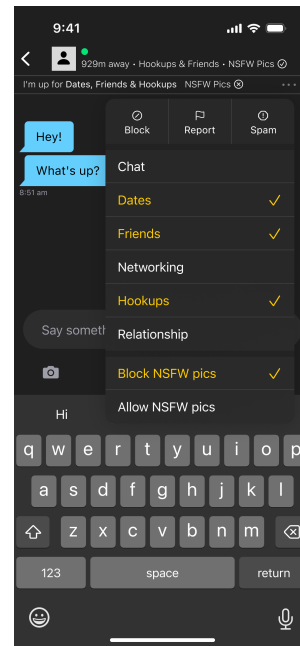 9:41
929m away • Hookups & Friends • NSFW Pics
I'm up for Dates, Friends & Hookups NSFW Pics
Block Report Spam
Hey!
What's up?
8:51 am
Chat
Dates
Friends
Networking
Hookups
Relationship
Say someth
Block NSFW pics
Allow NSFW pics
Hi
q w e r t y u i o p
a s d f g h j k l
z x c v b n m
123 space return